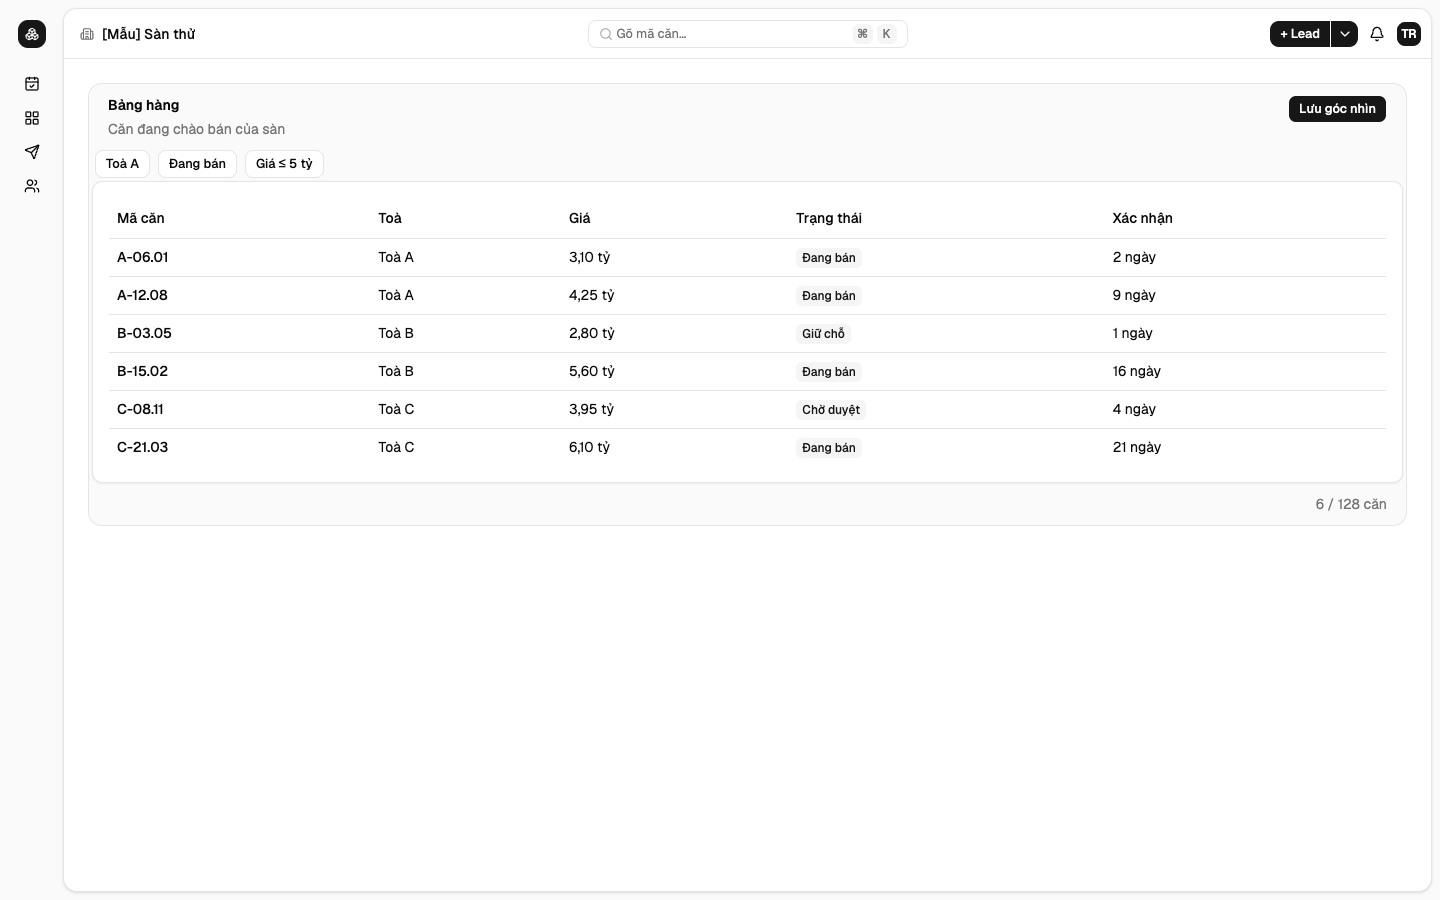 [Mẫu] Sàn thử
Gõ mã căn…
⌘ K
+ Lead
TR
Bảng hàng
Căn đang chào bán của sàn
Lưu góc nhìn
Toà A
Đang bán
Giá ≤ 5 tỷ
Mã căn Toà Giá Trạng thái Xác nhận
A-06.01 Toà A 3,10 tỷ Đang bán 2 ngày
A-12.08 Toà A 4,25 tỷ Đang bán 9 ngày
B-03.05 Toà B 2,80 tỷ Giữ chỗ 1 ngày
B-15.02 Toà B 5,60 tỷ Đang bán 16 ngày
C-08.11 Toà C 3,95 tỷ Chờ duyệt 4 ngày
C-21.03 Toà C 6,10 tỷ Đang bán 21 ngày
6 / 128 căn